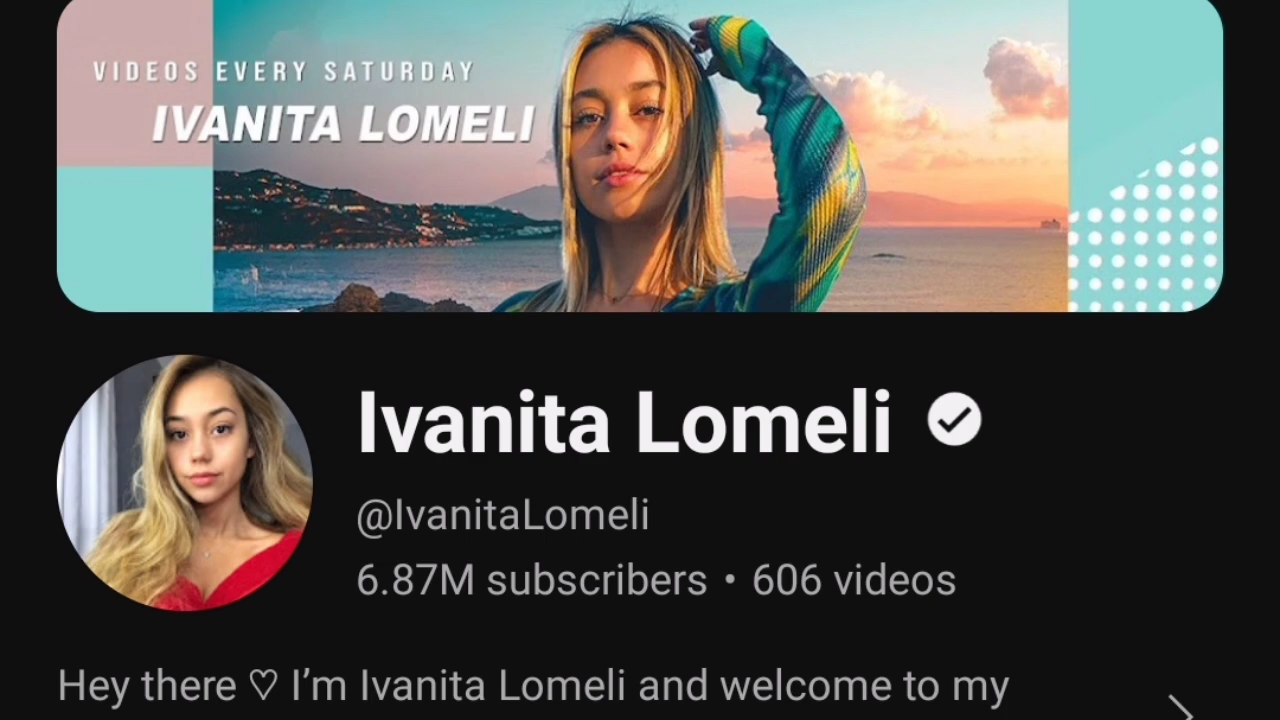 VIDEOS EVERY SATURDAY
IVANITA LOMELI
Ivanita Lomeli
@IvanitaLomeli
6.87M subscribers • 606 videos
Hey there ♡ I’m Ivanita Lomeli and welcome to my